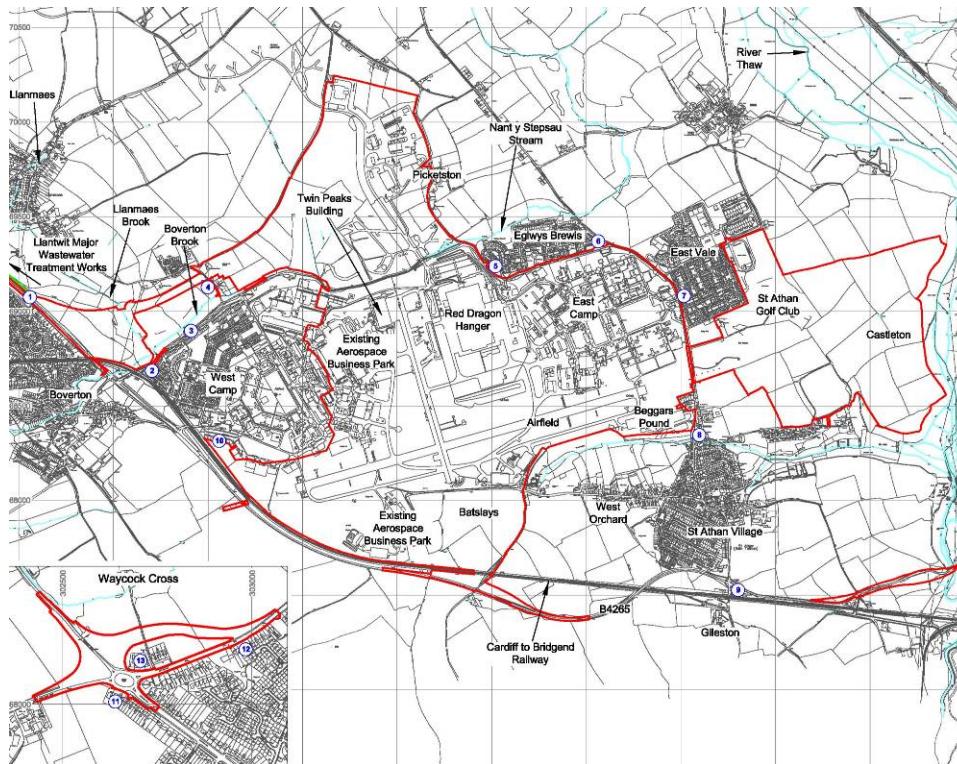 70500
River
Thaw
Llanmaes
70000
Nant y Stepsau
Stream
Picketston
Twin Peaks
Building
69500
Llanmaes
Brook
Boverton
Brook
Eglwys Brewis
6
East Vale
Llantwit Major
Wastewater
Treatment Works
5
4
7
1
St Athan
Golf Club
East
Camp
Red Dragon
Hanger
3
Castleton
Existing
Aerospace
Business Park
2
West
Camp
Boverton
Beggars
Pound
Airfield
8
10
68000
West
Orchard
Batslays
Existing
Aerospace
Business Park
St Athan Village
Waycock Cross
302500
303000
9
B4265
Gileston
Cardiff to Bridgend
Railway
13
12
11
68000